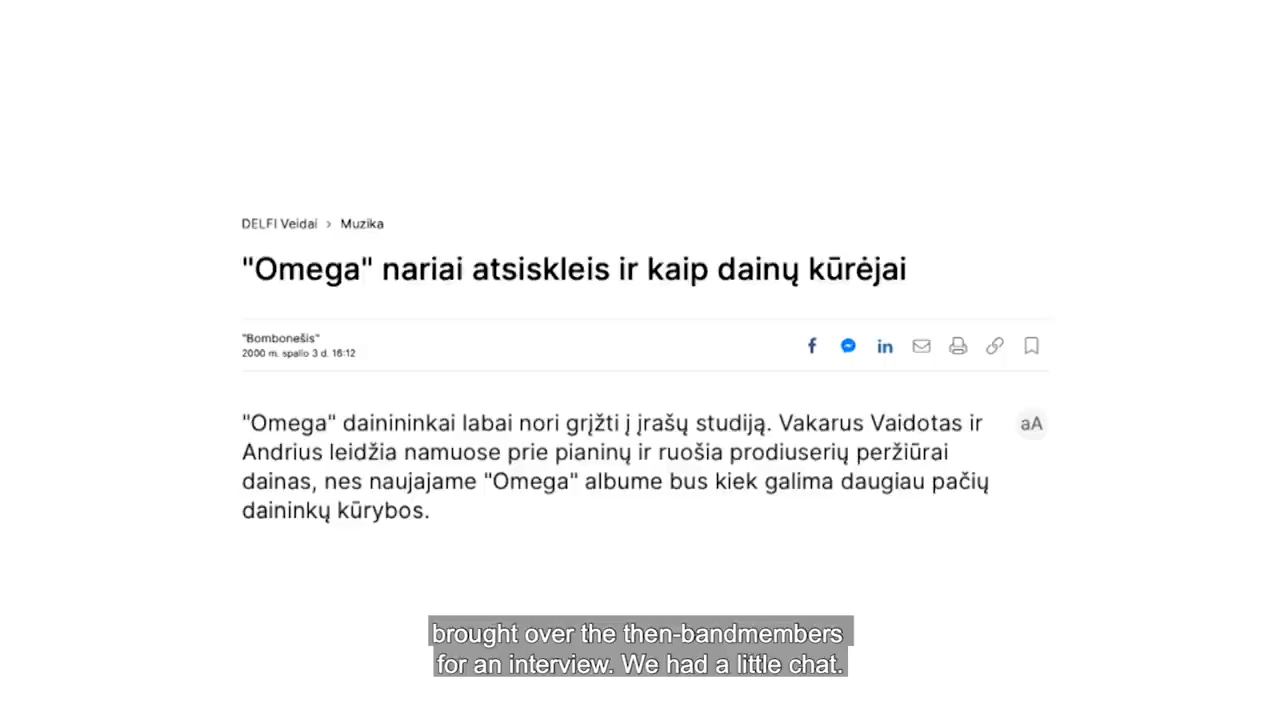 DELFI Veidai › Muzika
"Omega" nariai atsiskleis ir kaip dainų kūrėjai
"Bombonešis"
2000 m. spalio 3 d. 16:12
"Omega" dainininkai labai nori grįžti į įrašų studiją. Vakarus Vaidotas ir
aA
Andrius leidžia namuose prie pianinų ir ruošia prodiuserių peržiūrai
dainas, nes naujajame "Omega" albume bus kiek galima daugiau pačių
daininkų kūrybos.
brought over the then-bandmembers
for an interview. We had a little chat.